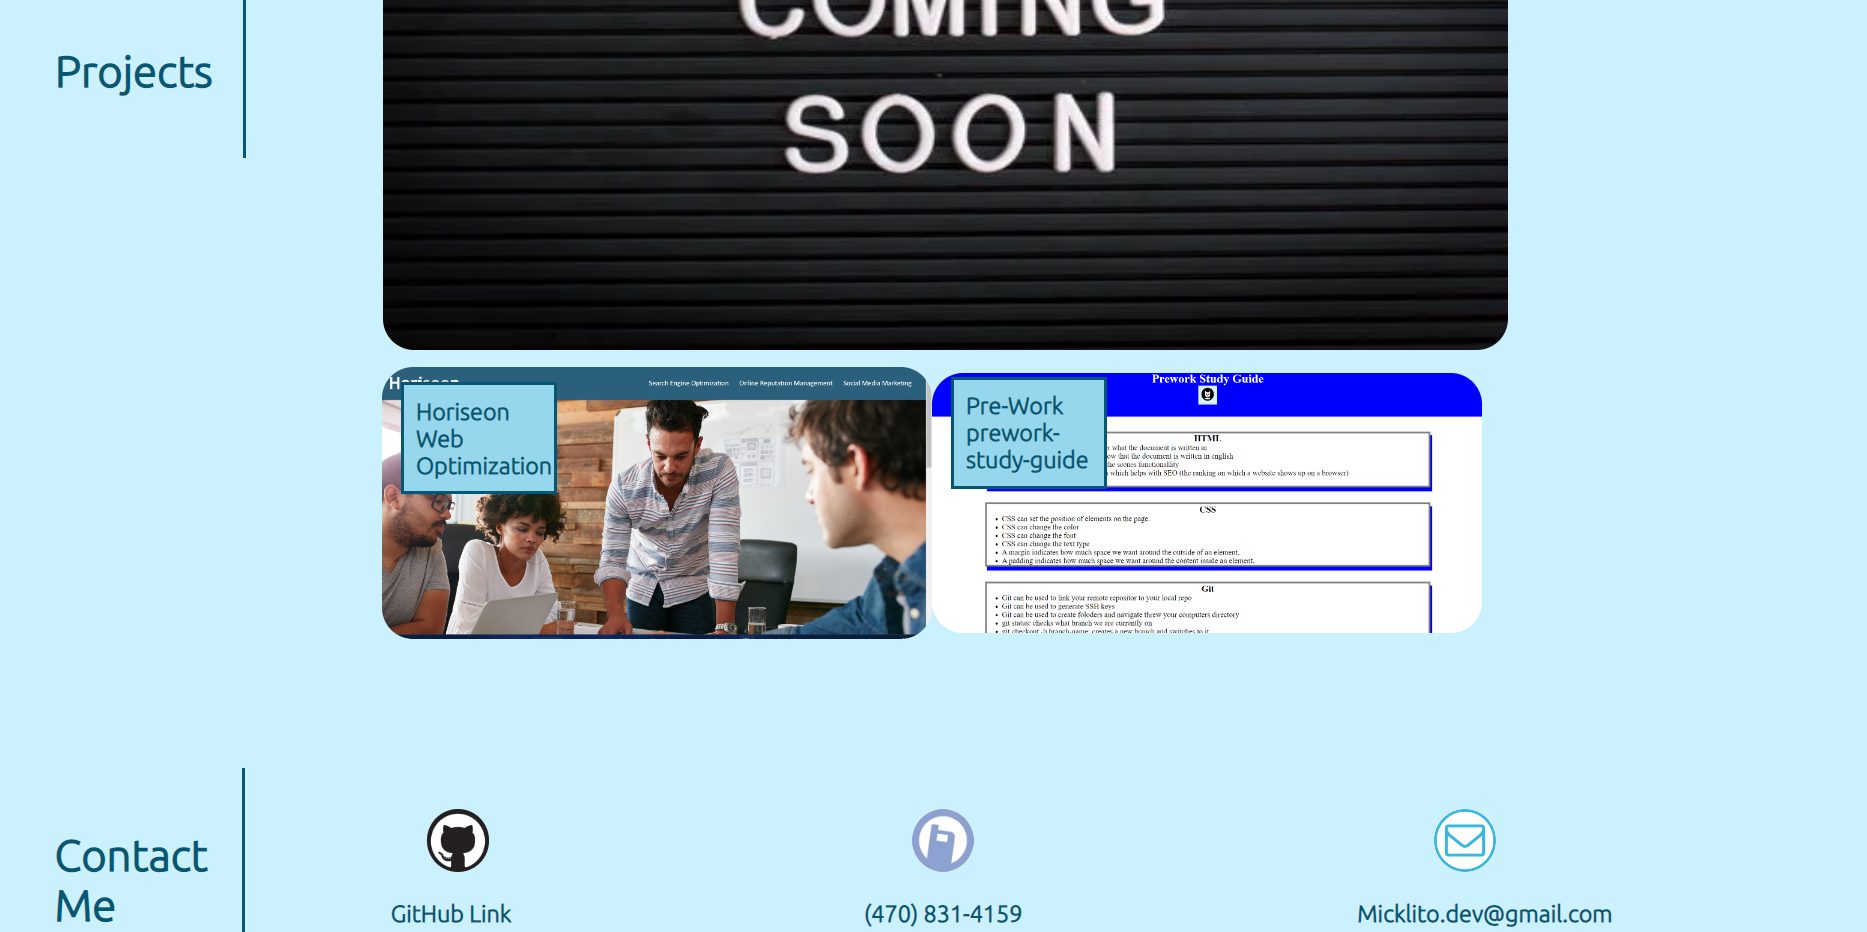 COMING
SOON
Projects
Horiseon
Search Engine Optimization Online Reputation Management Social Media Marketing
Horiseon
Web
Optimization
Prework Study Guide
Pre-Work
prework-
study-guide
HTML
r what the document is written in
ow that the document is written in english
the scenes functionallity
which helps with SEO (the ranking on which a website shows up on a browser)
CSS
• CSS can set the position of elements on the page.
• CSS can change the color
• CSS can change the font
• CSS can change the text type
• A margin indicates how much space we want around the outside of an element.
• A padding indicates how much space we want around the content inside an element.
Git
• Git can be used to link your remote repositor to your local repo
• Git can be used to generate SSH keys
• Git can be used to create foloders and navigate threw your computers directory
• git status: checks what branch we are currently on
• git checkout -b branch-name: creates a new branch and switches to it
Contact
Me
GitHub Link
(470) 831-4159
Micklito.dev@gmail.com